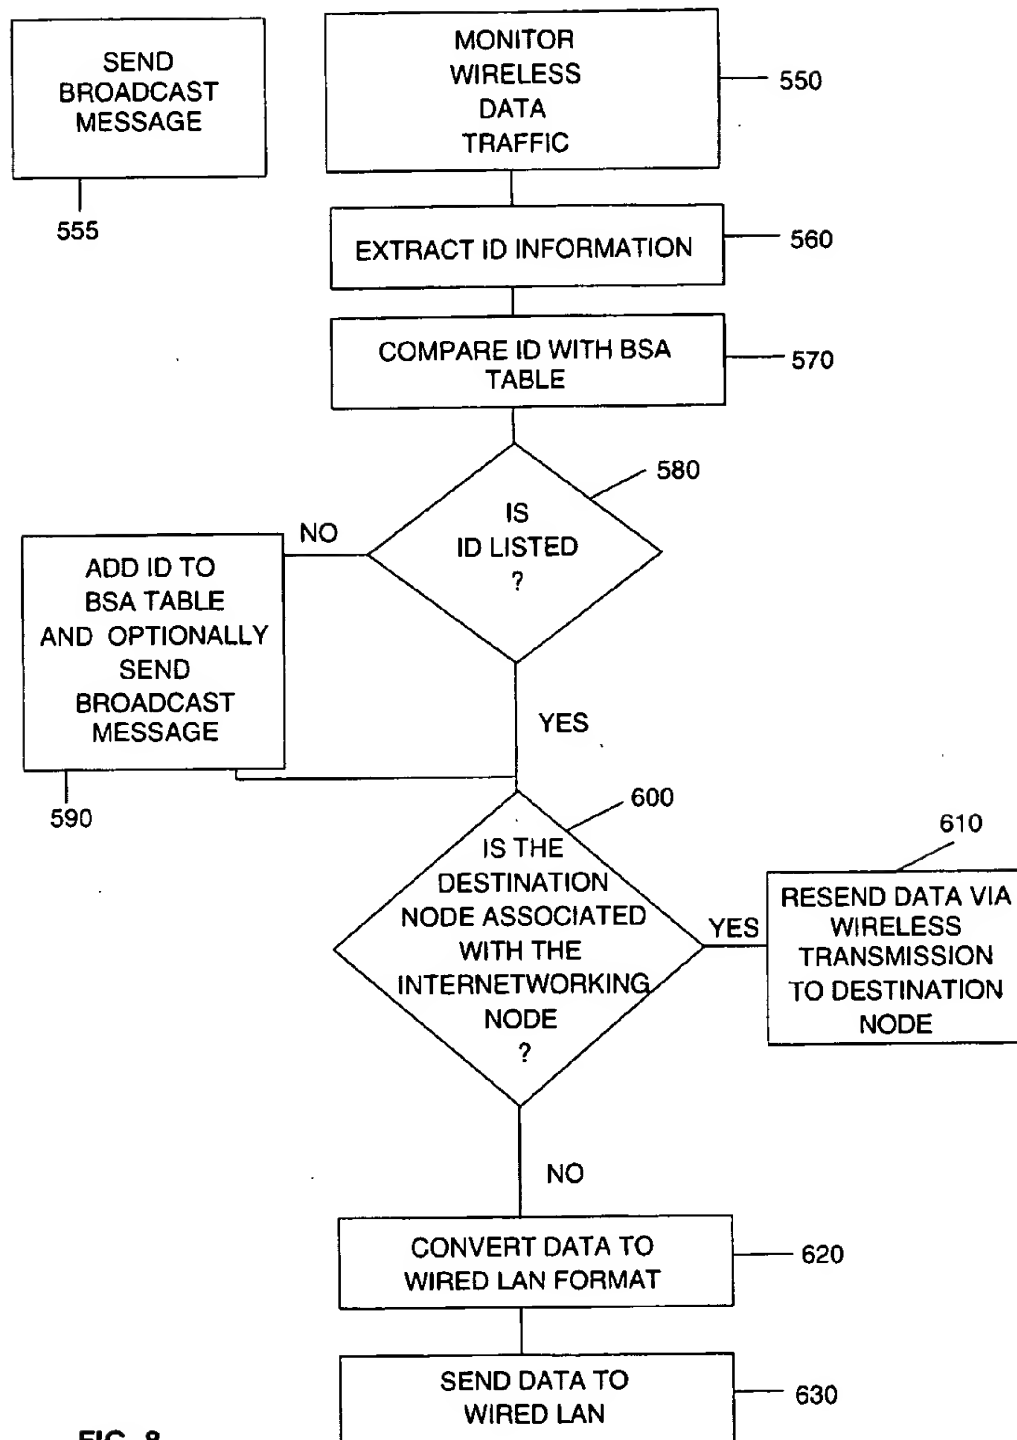 SEND
BROADCAST
MESSAGE
555
MONITOR
WIRELESS
DATA
TRAFFIC
550
EXTRACT ID INFORMATION
560
COMPARE ID WITH BSA
TABLE
570
580
IS
ID LISTED
?
NO
ADD ID TO
BSA TABLE
AND OPTIONALLY
SEND
BROADCAST
MESSAGE
590
YES
600
IS THE
DESTINATION
NODE ASSOCIATED
WITH THE
INTERNETWORKING
NODE
?
YES
610
RESEND DATA VIA
WIRELESS
TRANSMISSION
TO DESTINATION
NODE
NO
CONVERT DATA TO
WIRED LAN FORMAT
620
SEND DATA TO
WIRED LAN
630
FIG. 8